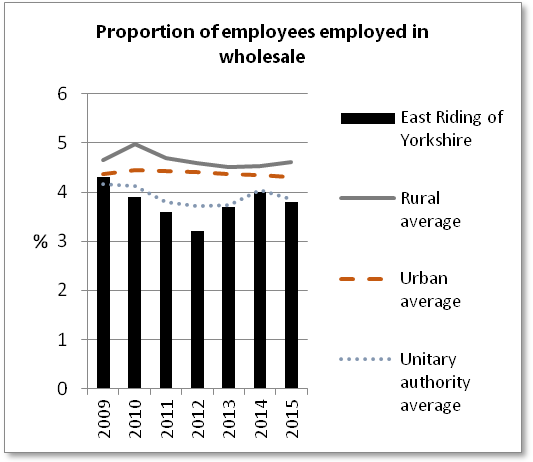 Proportion of employees employed in
wholesale
6
5
4
3
2
1
0
%
2009
2010
2011
2012
2013
2014
2015
East Riding of
Yorkshire
Rural
average
Urban
average
Unitary
authority
average